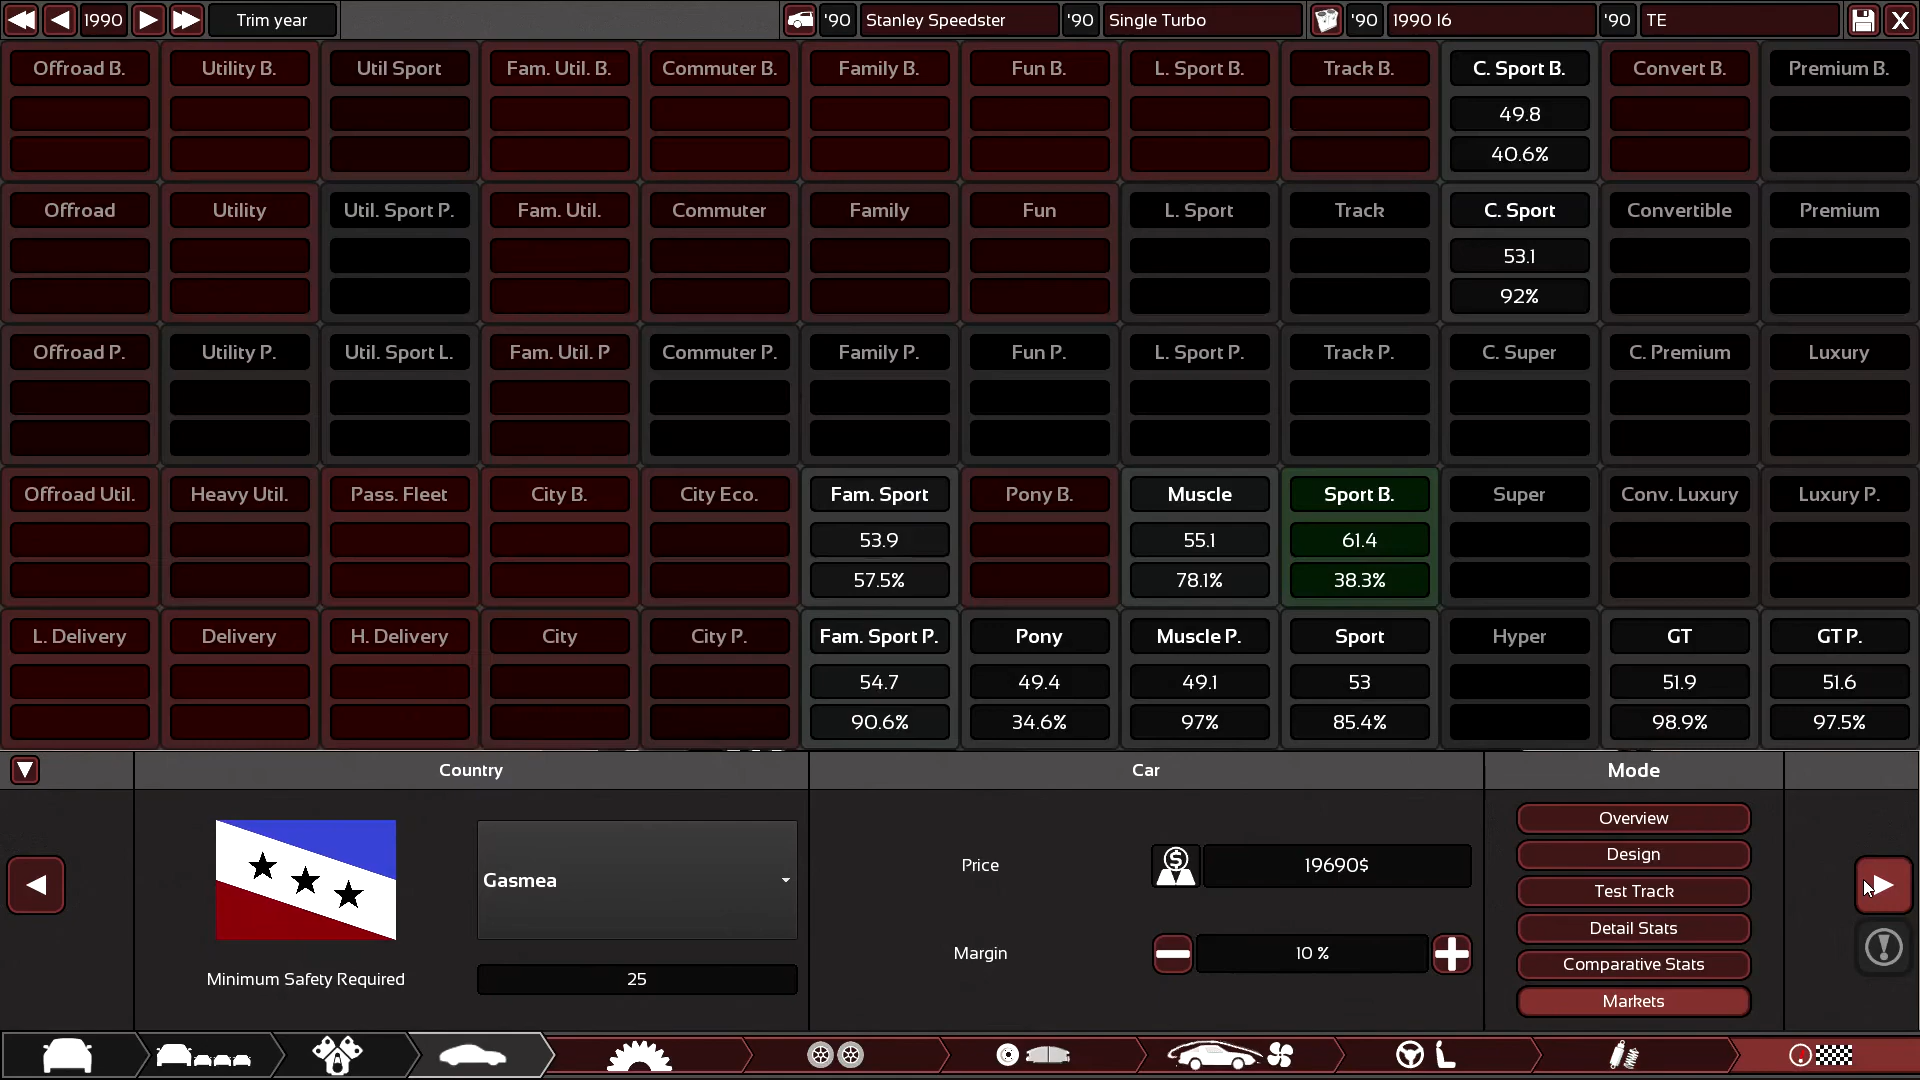 1990 Trim year '90 Stanley Speedster '90 Single Turbo '90 1990 I6 '90 TE X
Offroad B. Utility B. Util Sport Fam. Util. B. Commuter B. Family B. Fun B. L. Sport B. Track B. C. Sport B. Convert B. Premium B.
49.8
40.6%
Offroad Utility Util. Sport P. Fam. Util. Commuter Family Fun L. Sport Track C. Sport Convertible Premium
53.1
92%
Offroad P. Utility P. Util. Sport L. Fam. Util. P Commuter P. Family P. Fun P. L. Sport P. Track P. C. Super C. Premium Luxury
Offroad Util. Heavy Util. Pass. Fleet City B. City Eco. Fam. Sport Pony B. Muscle Sport B. Super Conv. Luxury Luxury P.
53.9 55.1 61.4
57.5% 78.1% 38.3%
L. Delivery Delivery H. Delivery City City P. Fam. Sport P. Pony Muscle P. Sport Hyper GT GT P.
54.7 49.4 49.1 53 51.9 51.6
90.6% 34.6% 97% 85.4% 98.9% 97.5%
Country Car Mode
Gasmea
Minimum Safety Required 25
Price 19690$
Margin 10 %
Overview
Design
Test Track
Detail Stats
Comparative Stats
Markets